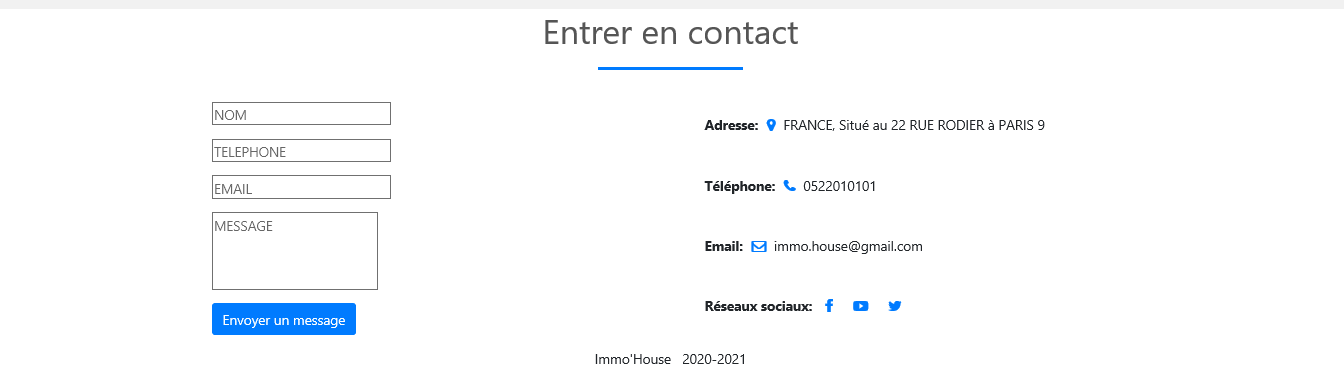 Entrer en contact
NOM
TELEPHONE
EMAIL
MESSAGE
Envoyer un message
Adresse: FRANCE, Situé au 22 RUE RODIER à PARIS 9
Téléphone: 0522010101
Email: immo.house@gmail.com
Réseaux sociaux:
Immo'House 2020-2021